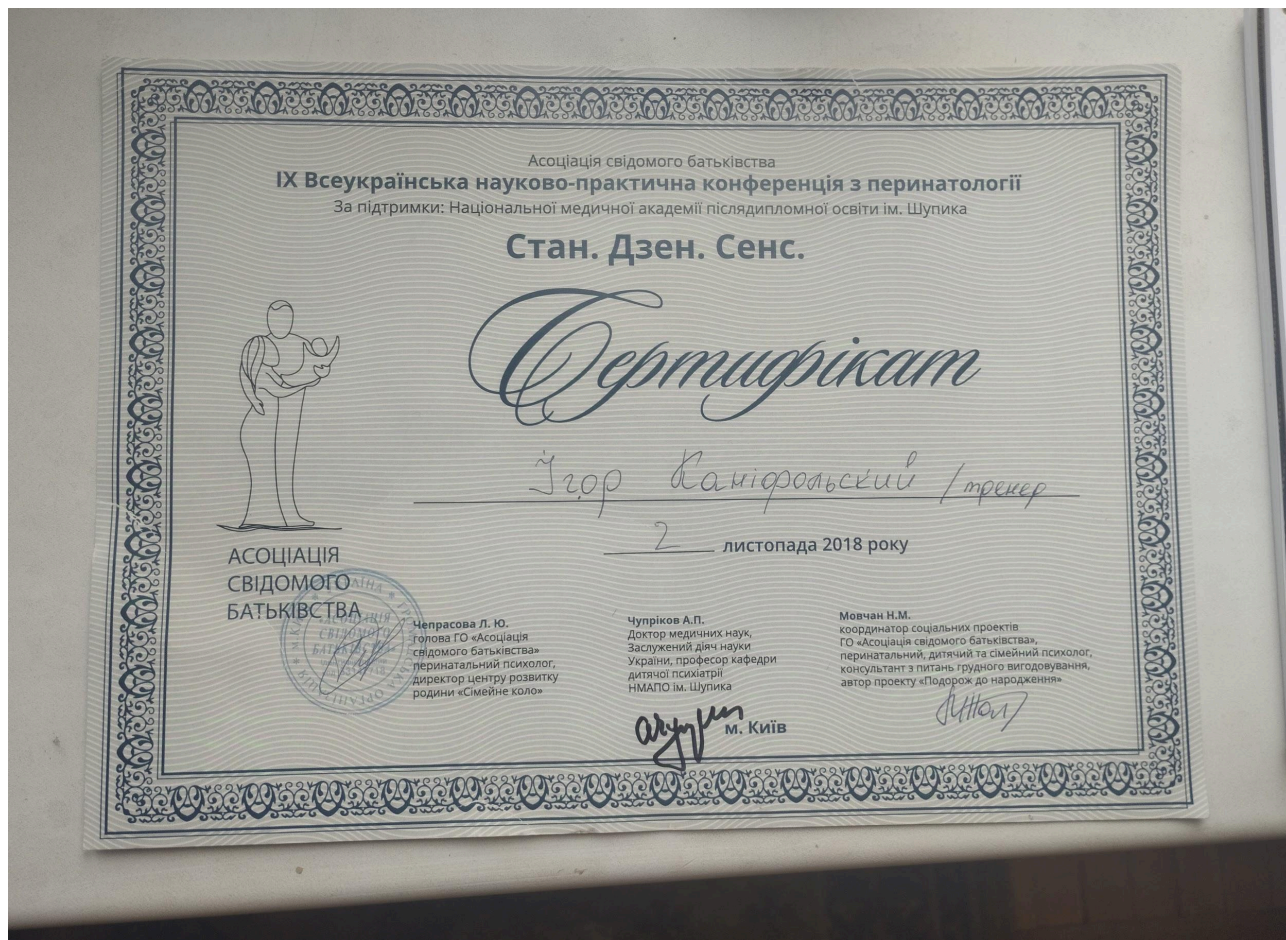 Асоціація свідомого батьківства
ІХ Всеукраїнська науково-практична конференція з перинатології
За підтримки: Національної медичної академії післядипломної освіти ім. Шупика
Стан. Дзен. Сенс.
Сертифікат
Ігор Каніфольский / тренер
2 листопада 2018 року
АСОЦІАЦІЯ
СВІДОМОГО
БАТЬКІВСТВА
Чепрасова Л. Ю.
голова ГО «Асоціація
свідомого батьківства»
перинатальний психолог,
директор центру розвитку
родини «Сімейне коло»
Чупріков А.П.
Доктор медичних наук,
Заслужений діяч науки
України, професор кафедри
дитячої психіатрії
НМАПО ім. Шупика
м. Київ
Мовчан Н.М.
координатор соціальних проектів
ГО «Асоціація свідомого батьківства»,
перинатальний, дитячий та сімейний психолог,
консультант з питань грудного вигодовування,
автор проекту «Подорож до народження»